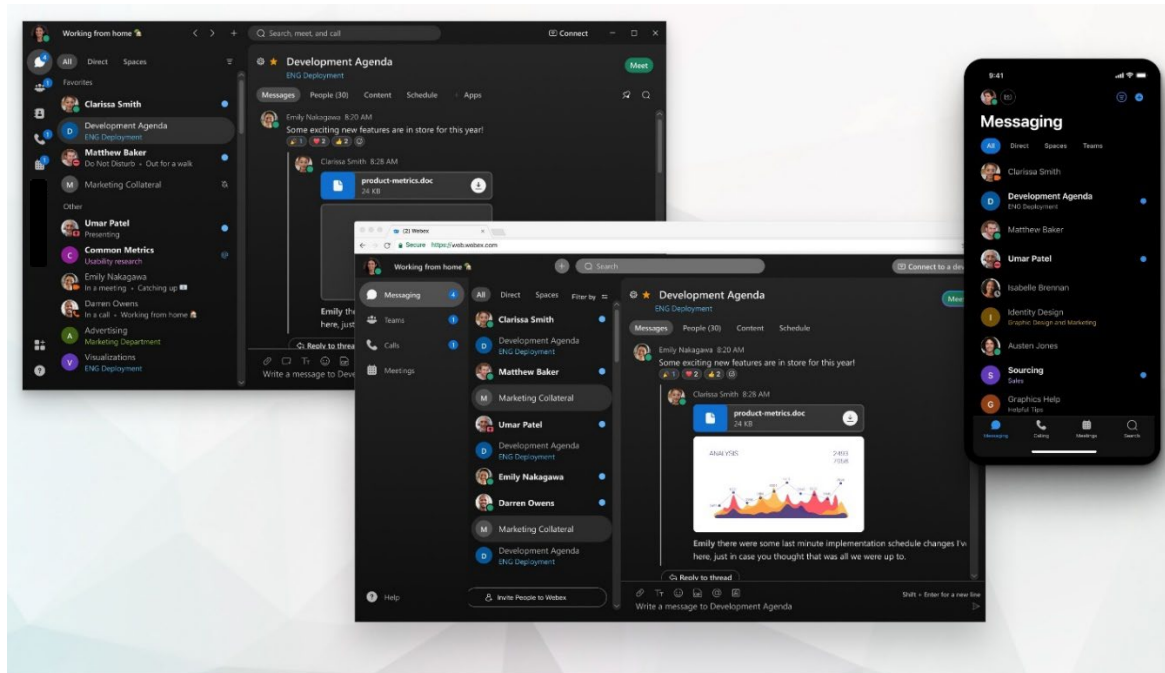 Working from home
Search, meet, and call
Connect
All Direct Spaces
Favorites
Clarissa Smith
Development Agenda
ENG Deployment
Matthew Baker
Do Not Disturb • Out for a walk
M Marketing Collateral
Other
Umar Patel
Presenting
C Common Metrics
Usability research
Emily Nakagawa
In a meeting • Catching up
Darren Owens
In a call • Working from home
A Advertising
Marketing Department
V Visualizations
ENG Deployment
Development Agenda
ENG Deployment
Meet
Messages People (30) Content Schedule + Apps
Emily Nakagawa 8:20 AM
Some exciting new features are in store for this year!
1 2 2
Clarissa Smith 8:28 AM
product-metrics.doc
24 KB
Emily
here, just
Reply to thread
Write a message to
(2) Webex
Secure https://web.webex.com
Working from home
Search
Connect to a
Messaging 4
Teams 1
Calls 1
Meetings
Help
All Direct Spaces Filter by
Clarissa Smith
D Development Agenda
ENG Deployment
Matthew Baker
M Marketing Collateral
Umar Patel
D Development Agenda
ENG Deployment
Emily Nakagawa
Darren Owens
M Marketing Collateral
D Development Agenda
ENG Deployment
Invite People to Webex
Development Agenda
ENG Deployment
Messages People (30) Content Schedule
Emily Nakagawa 8:20 AM
Some exciting new features are in store for this year!
1 2 2
Clarissa Smith 8:28 AM
product-metrics.doc
24 KB
ANALYSIS
Emily there were some last minute implementation schedule changes
here, just in case you thought that was all we were up to.
Reply to thread
Shift + Enter for a new line
Write a message to Development Agenda
9:41
Messaging
All Direct Spaces Teams
Clarissa Smith
D Development Agenda
ENG Deployment
Matthew Baker
Umar Patel
Isabelle Brennan
I Identity Design
Graphic Design and Marketing
Austen Jones
S Sourcing
Sales
G Graphics Help
Helpful Tips
Messaging Calling Meetings Search